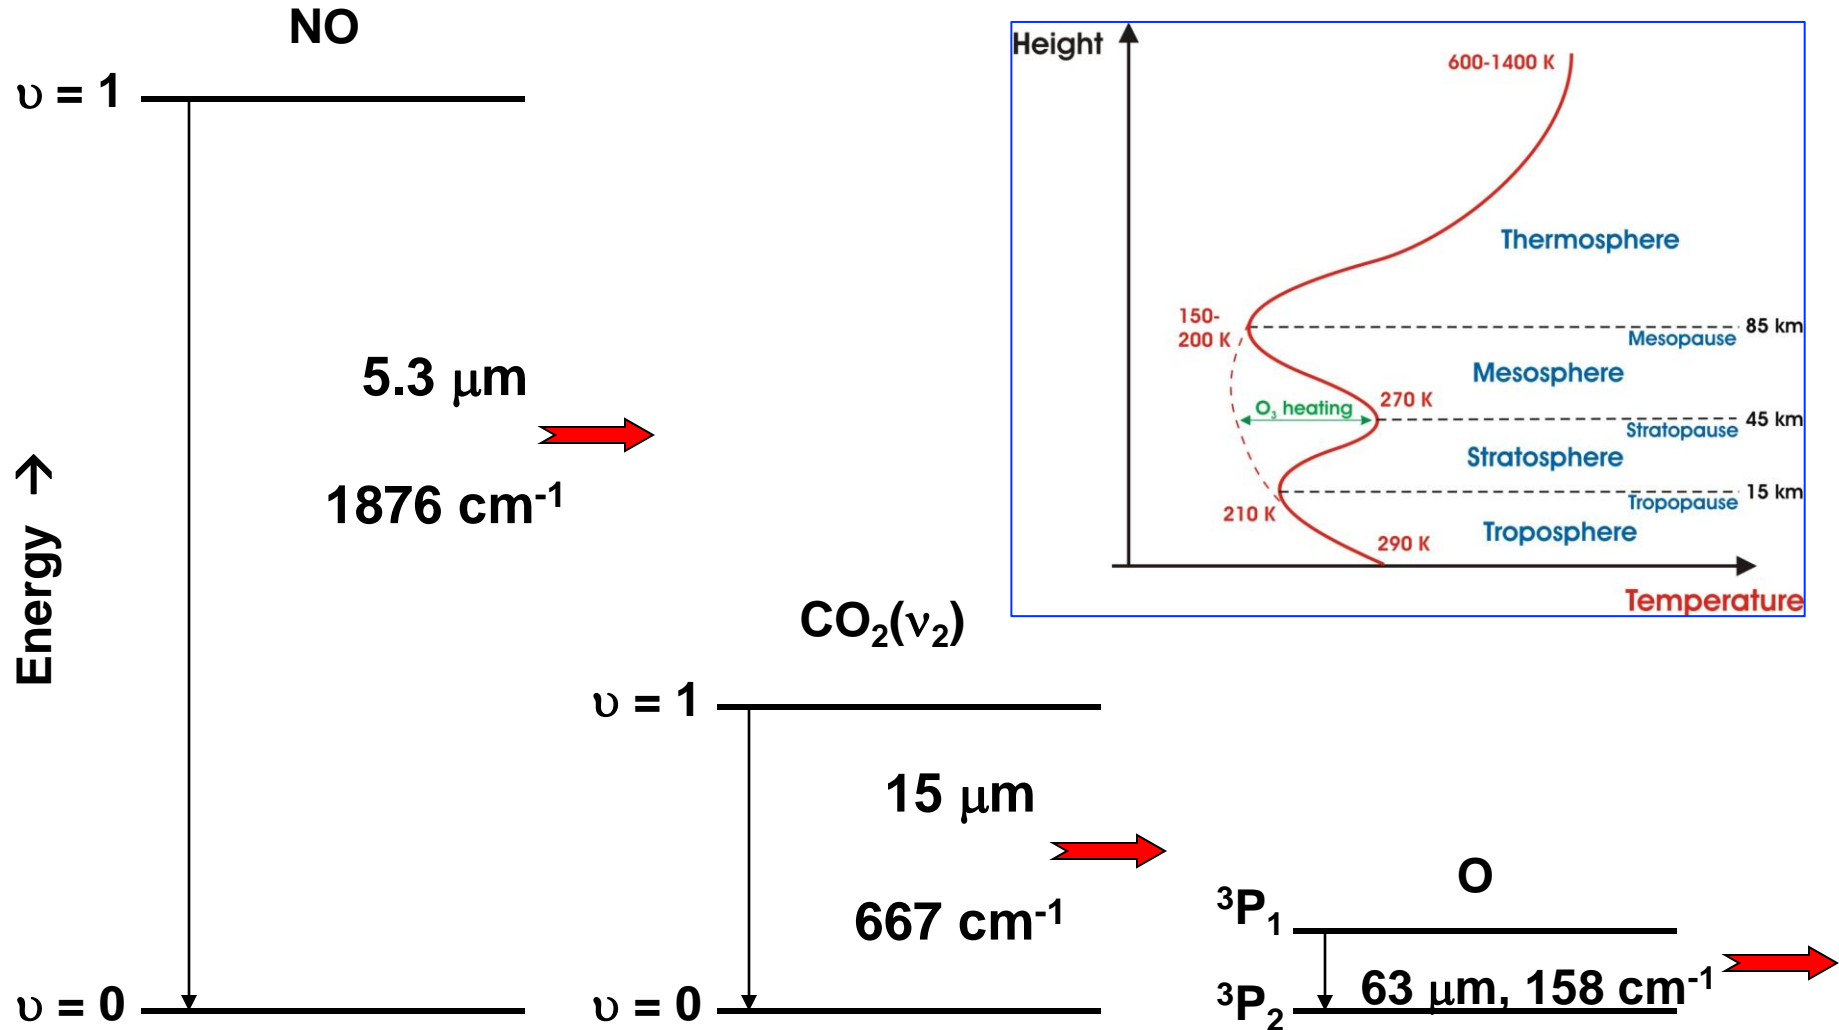 NO
υ = 1
5.3 μm
1876 cm-1
Energy →
υ = 0
CO2(ν2)
υ = 1
15 μm
667 cm-1
υ = 0
O
3P1
63 μm, 158 cm-1
3P2
Height
600-1400 K
Thermosphere
150-
200 K
85 km
Mesopause
Mesosphere
270 K
O3 heating
45 km
Stratopause
Stratosphere
15 km
Tropopause
210 K
Troposphere
290 K
Temperature